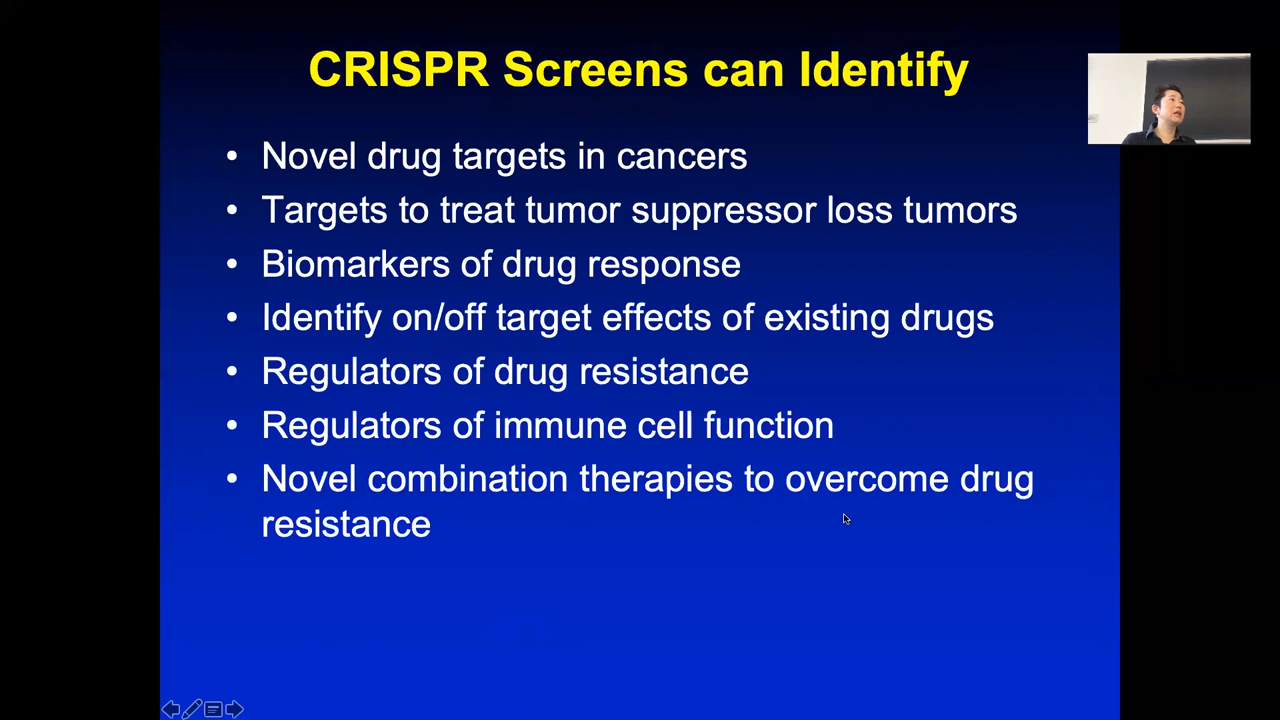 CRISPR Screens can Identify
• Novel drug targets in cancers
• Targets to treat tumor suppressor loss tumors
• Biomarkers of drug response
• Identify on/off target effects of existing drugs
• Regulators of drug resistance
• Regulators of immune cell function
• Novel combination therapies to overcome drug
resistance